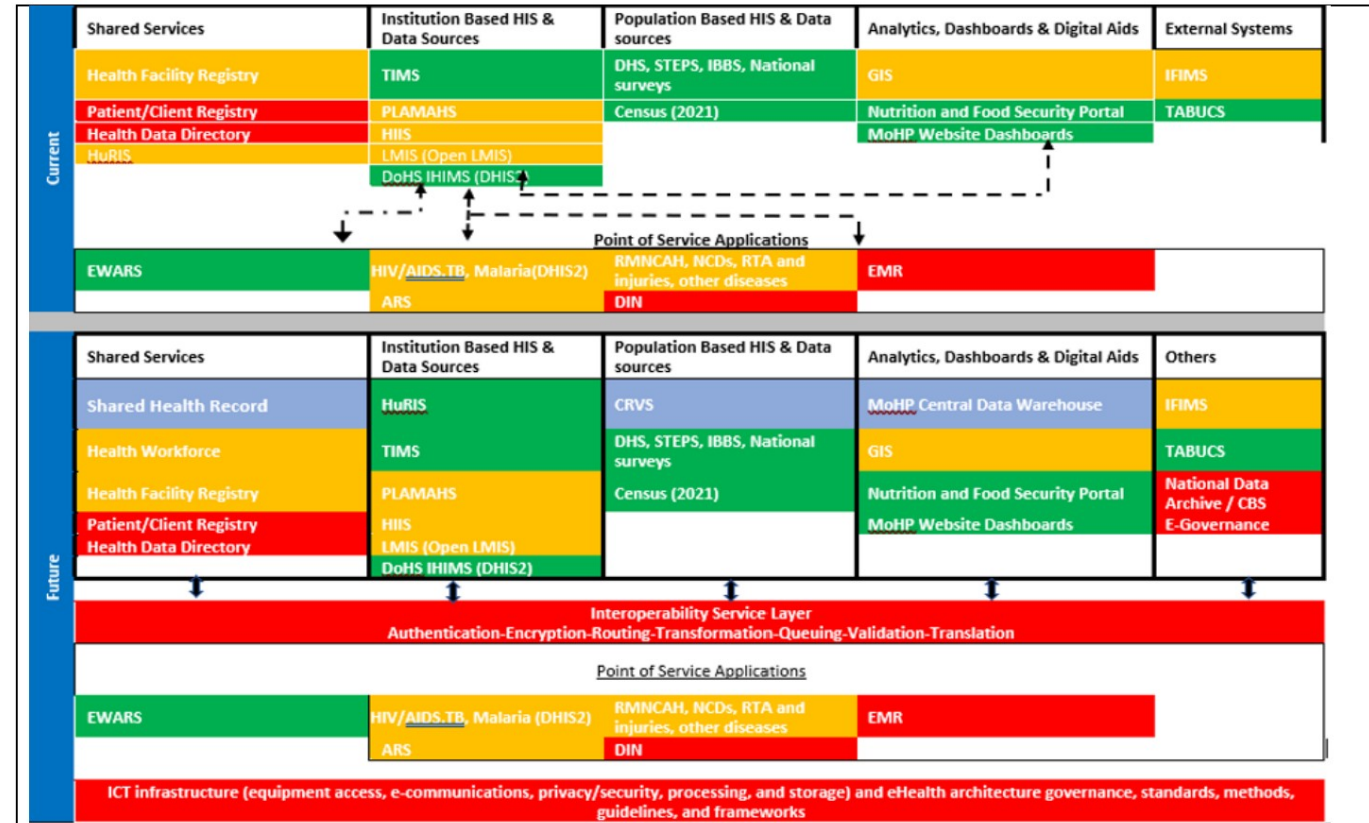 Current
Shared Services
Institution Based HIS &
Data Sources
Population Based HIS & Data
sources
Analytics, Dashboards & Digital Aids
External Systems
Health Facility Registry
TIMS
DHS, STEPS, IBBS, National
surveys
GIS
IFIMS
Patient/Client Registry
PLAMAHS
Census (2021)
Nutrition and Food Security Portal
TABUCS
Health Data Directory
HIIS
MoHP Website Dashboards
HuRIS
LMIS (Open LMIS)
DoHS IHIMS (DHIS2)
Point of Service Applications
EWARS
HIV/AIDS.TB, Malaria(DHIS2)
RMNCAH, NCDs, RTA and
injuries, other diseases
EMR
ARS
DIN
Future
Shared Services
Institution Based HIS &
Data Sources
Population Based HIS & Data
sources
Analytics, Dashboards & Digital Aids
Others
Shared Health Record
HuRIS
CRVS
MoHP Central Data Warehouse
IFIMS
Health Workforce
TIMS
DHS, STEPS, IBBS, National
surveys
GIS
TABUCS
Health Facility Registry
PLAMAHS
Census (2021)
Nutrition and Food Security Portal
National Data
Archive / CBS
Patient/Client Registry
HIIS
MoHP Website Dashboards
E-Governance
Health Data Directory
LMIS (Open LMIS)
DoHS IHIMS (DHIS2)
Interoperability Service Layer
Authentication-Encryption-Routing-Transformation-Queuing-Validation-Translation
Point of Service Applications
EWARS
HIV/AIDS.TB, Malaria (DHIS2)
RMNCAH, NCDs, RTA and
injuries, other diseases
EMR
ARS
DIN
ICT infrastructure (equipment access, e-communications, privacy/security, processing, and storage) and eHealth architecture governance, standards, methods,
guidelines, and frameworks